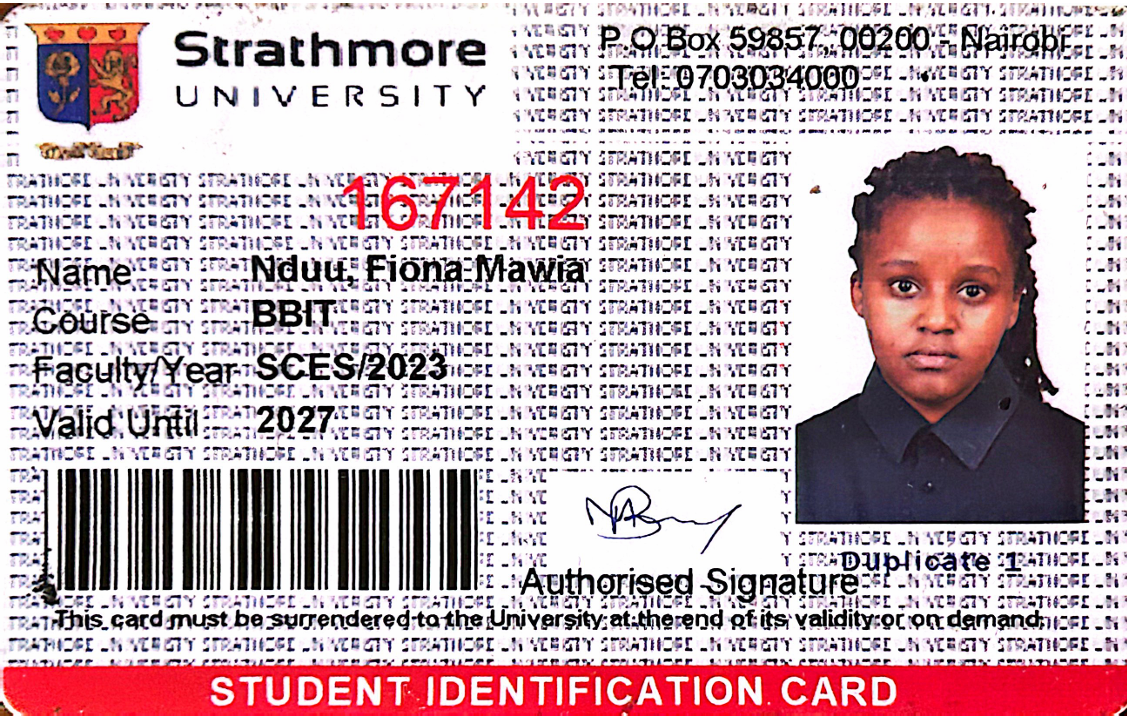 Strathmore
UNIVERSITY
P.O Box 59857, 00200 - Nairobi
Tel: 0703034000
167142
Name Nduu, Fiona Mawia
Course BBIT
Faculty/Year SCES/2023
Valid Until 2027
Duplicate 1
Authorised Signature
This card must be surrendered to the University at the end of its validity or on demand.
STUDENT IDENTIFICATION CARD